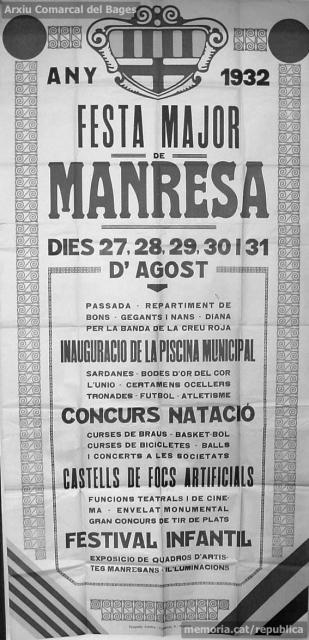 Arxiu Comarcal del Bages
ANY 1932
FESTA MAJOR
DE
MANRESA
DIES 27, 28, 29, 30 I 31
D'AGOST
PASSADA · REPARTIMENT DE
BONS · GEGANTS I NANS · DIANA
PER LA BANDA DE LA CREU ROJA
INAUGURACIO DE LA PISCINA MUNICIPAL
SARDANES · BODES D'OR DEL COR
L'UNIO · CERTAMENS OCELLERS
TRONADES · FUTBOL · ATLETISME
CONCURS NATACIÓ
CURSES DE BRAUS · BASKET-BOL
CURSES DE BICICLETES · BALLS
I CONCERTS A LES SOCIETATS
CASTELLS DE FOCS ARTIFICIALS
FUNCIONS TEATRALS I DE CINE-
MA · ENVELAT MONUMENTAL
GRAN CONCURS DE TIR DE PLATS
FESTIVAL INFANTIL
EXPOSICIO DE QUADROS D'ARTIS-
TES MANRESANS · IL'LUMINACIONS
memoria.cat/republica